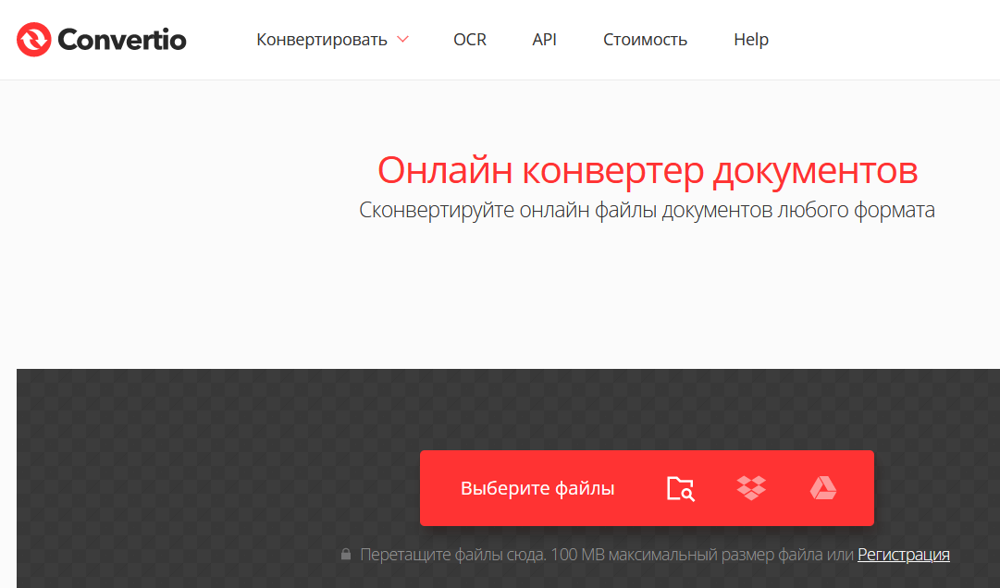 Convertio
Конвертировать OCR API Стоимость Help
Онлайн конвертер документов
Сконвертируйте онлайн файлы документов любого формата
Выберите файлы
Перетащите файлы сюда. 100 MB максимальный размер файла или Регистрация